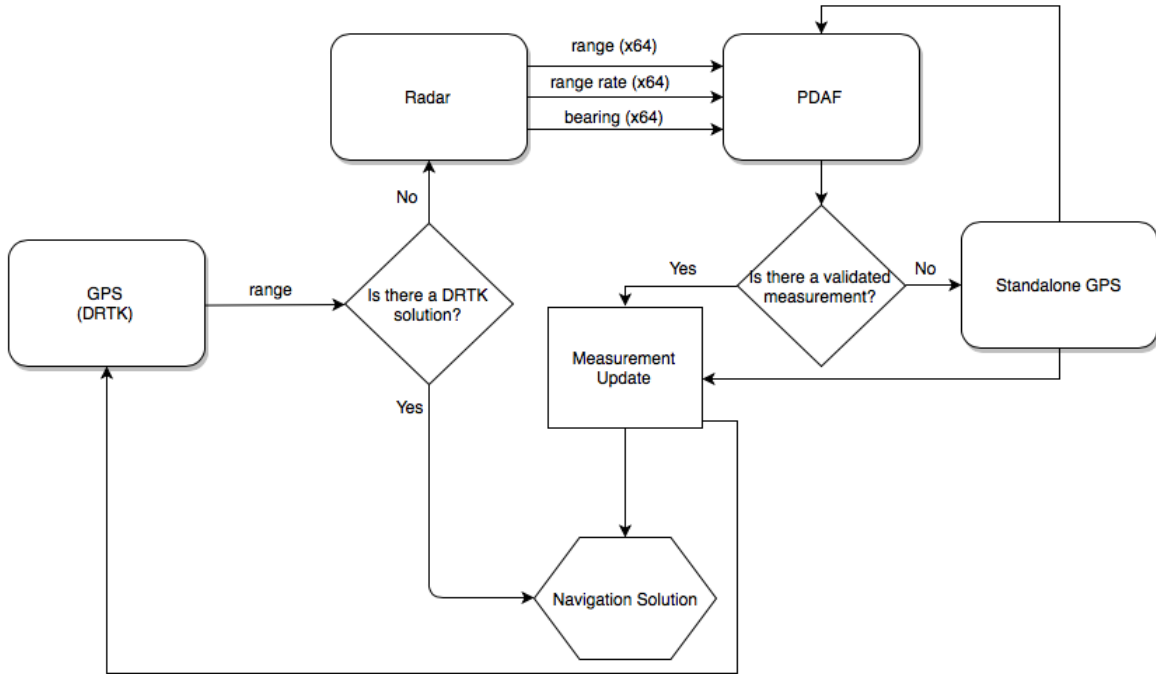 range (x64)
Radar
range rate (x64)
PDAF
bearing (x64)
No
GPS
(DRTK)
range
Is there a DRTK
solution?
Yes
Is there a validated
measurement?
No
Standalone GPS
Measurement
Update
Yes
Navigation Solution